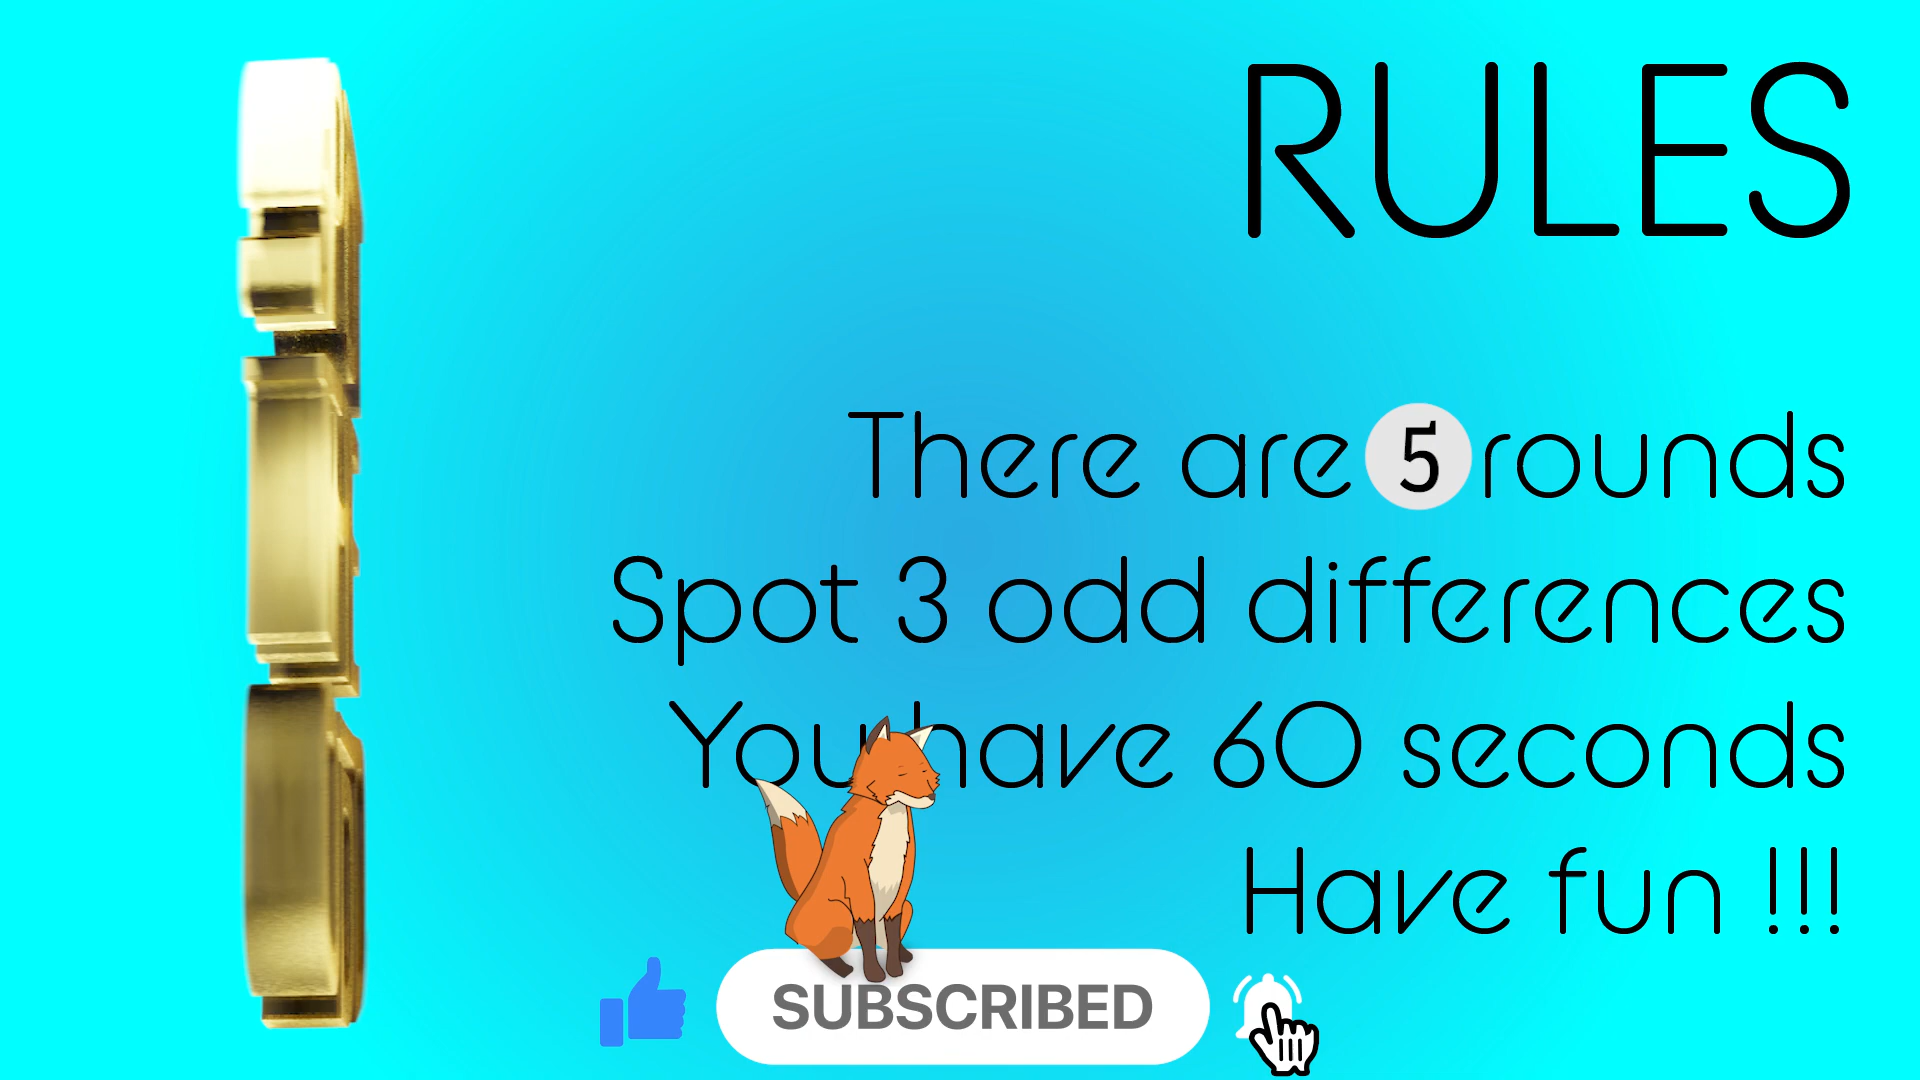 RULES
There are 5 rounds
Spot 3 odd differences
You have 60 seconds
Have fun !!!
SUBSCRIBED